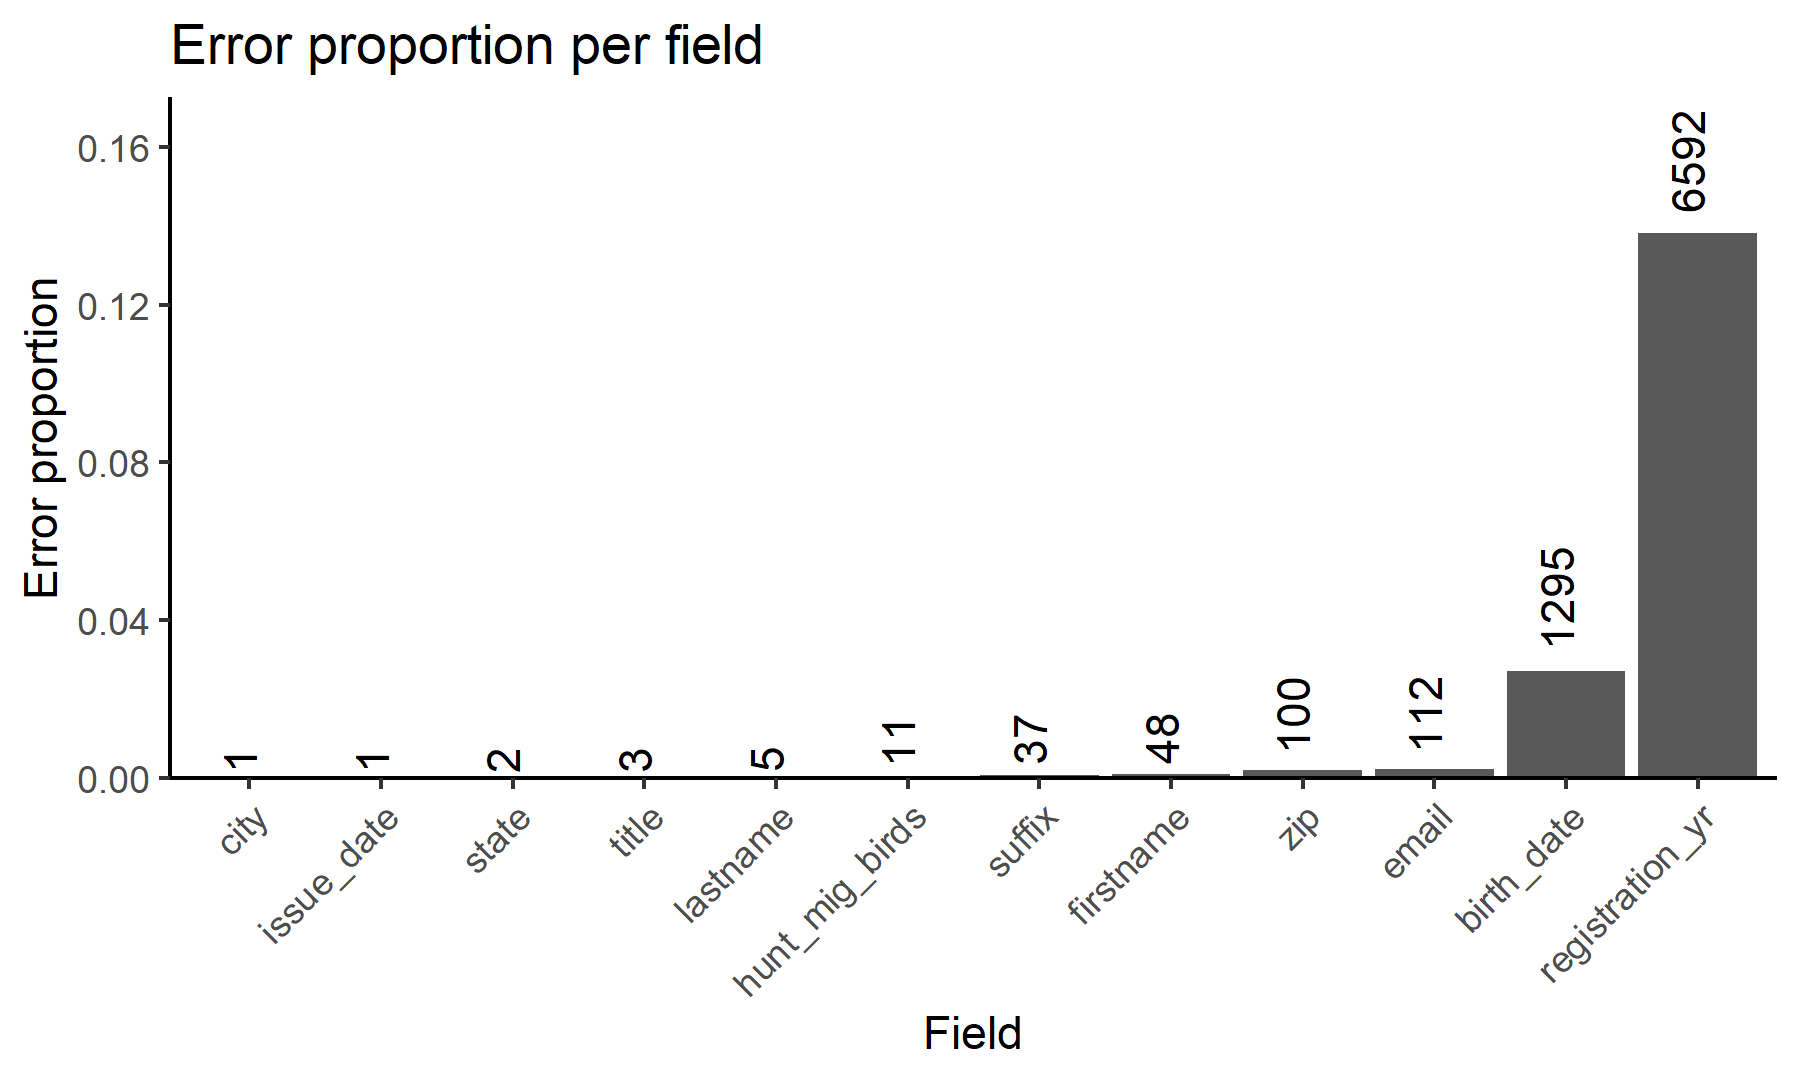 Error proportion per field
Error proportion
0.16
0.12
0.08
0.04
0.00
1
1
2
3
5
11
37
48
100
112
1295
6592
city
issue_date
state
title
lastname
hunt_mig_birds
suffix
firstname
zip
email
birth_date
registration_yr
Field